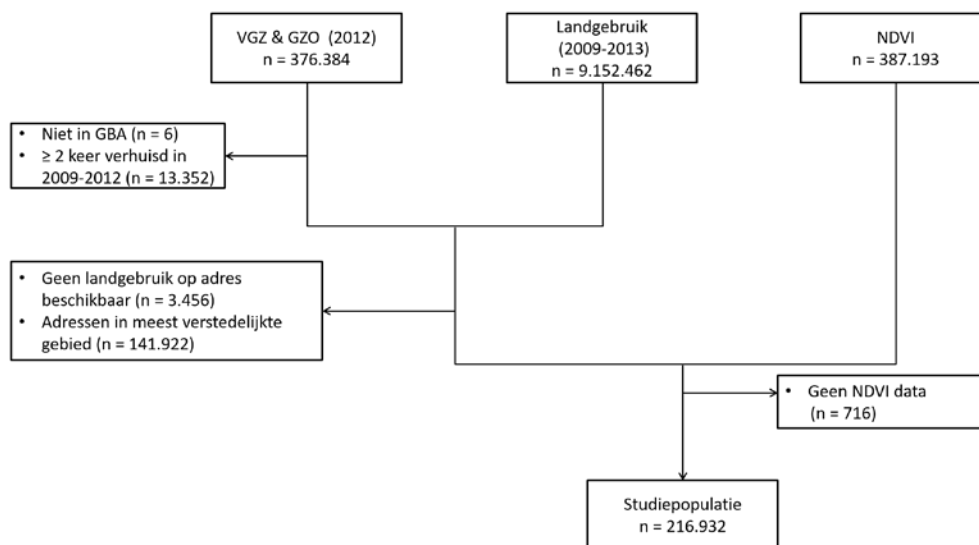 VGZ & GZO (2012)
n = 376.384
Landgebruik
(2009-2013)
n = 9.152.462
NDVI
n = 387.193
• Niet in GBA (n = 6)
• ≥ 2 keer verhuisd in
2009-2012 (n = 13.352)
• Geen landgebruik op adres
beschikbaar (n = 3.456)
• Adressen in meest verstedelijkte
gebied (n = 141.922)
• Geen NDVI data
(n = 716)
Studiepopulatie
n = 216.932